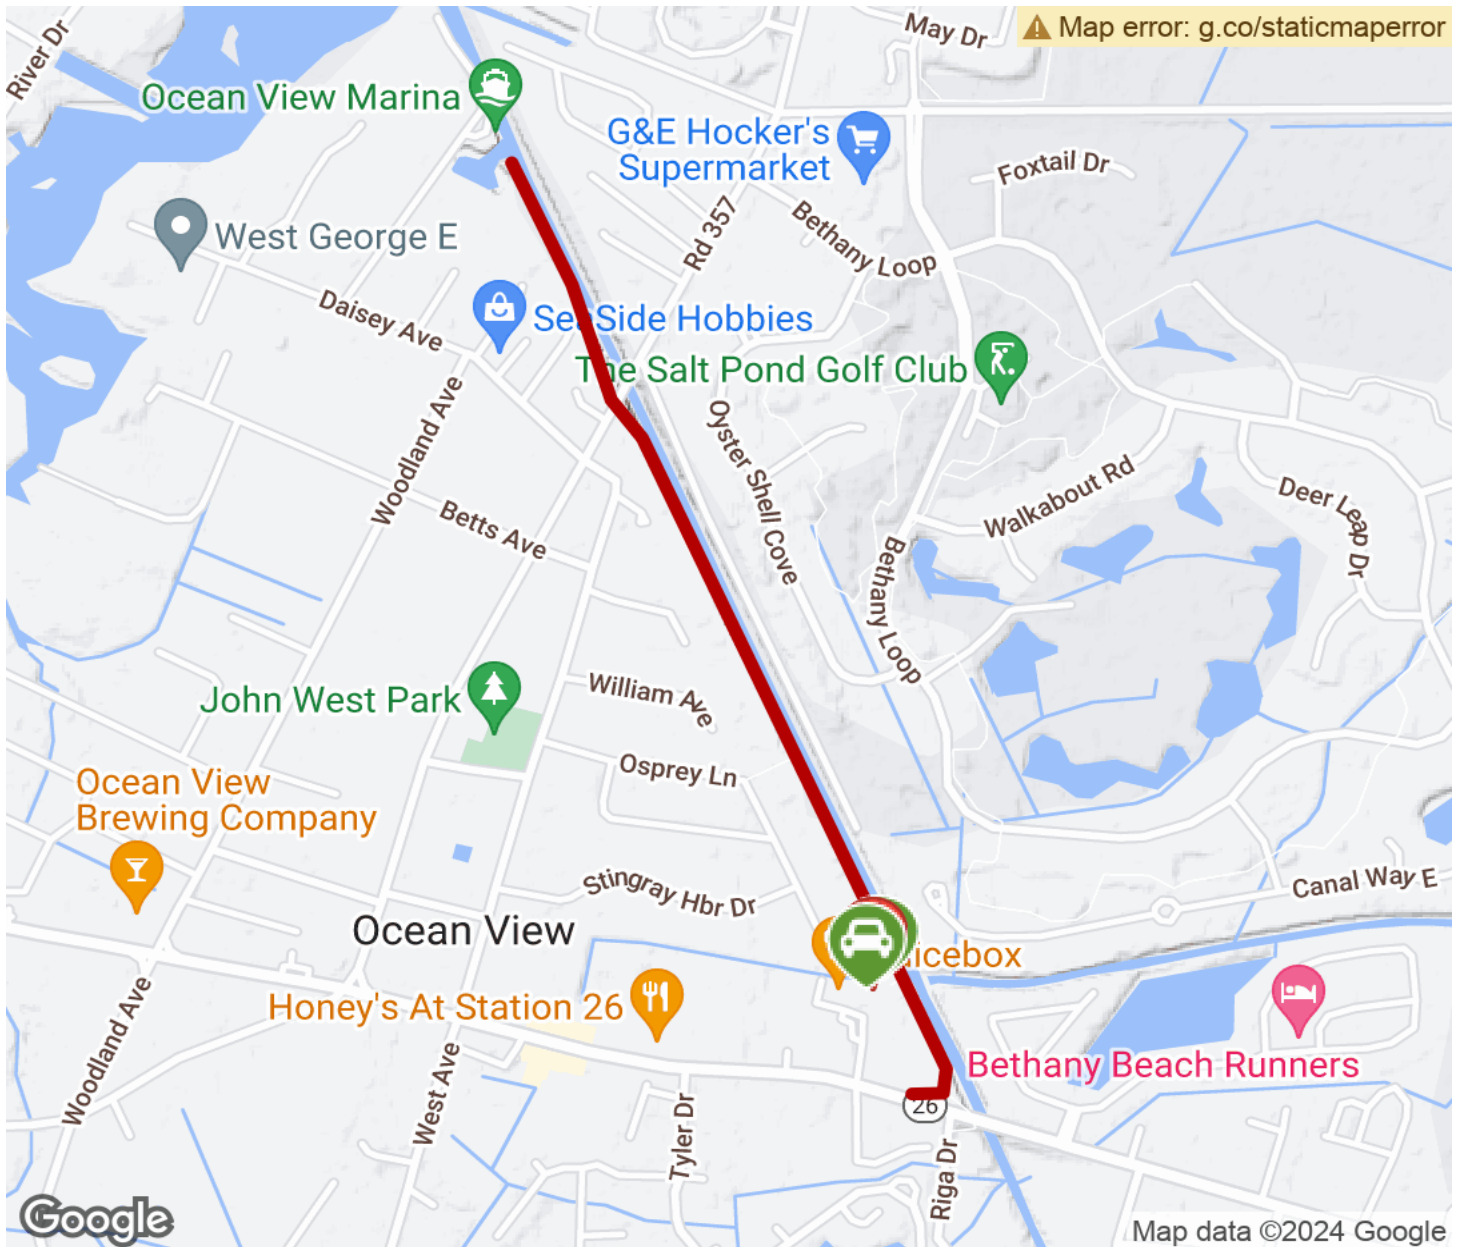 River Dr
May Dr
Map error: g.co/staticmaperror
Ocean View Marina
G&E Hocker's
Supermarket
Foxtail Dr
West George E
Rd 357
Bethany Loop
Daisey Ave
SeaSide Hobbies
The Salt Pond Golf Club
Woodland Ave
Oyster Shell Cove
Walkabout Rd
Deer Leap Dr
Betts Ave
Bethany Loop
John West Park
William Ave
Osprey Ln
Ocean View
Brewing Company
Stingray Hbr Dr
Canal Way E
Ocean View
icebox
Honey's At Station 26
Woodland Ave
West Ave
Bethany Beach Runners
26
Tyler Dr
Riga Dr
Google
Map data ©2024 Google